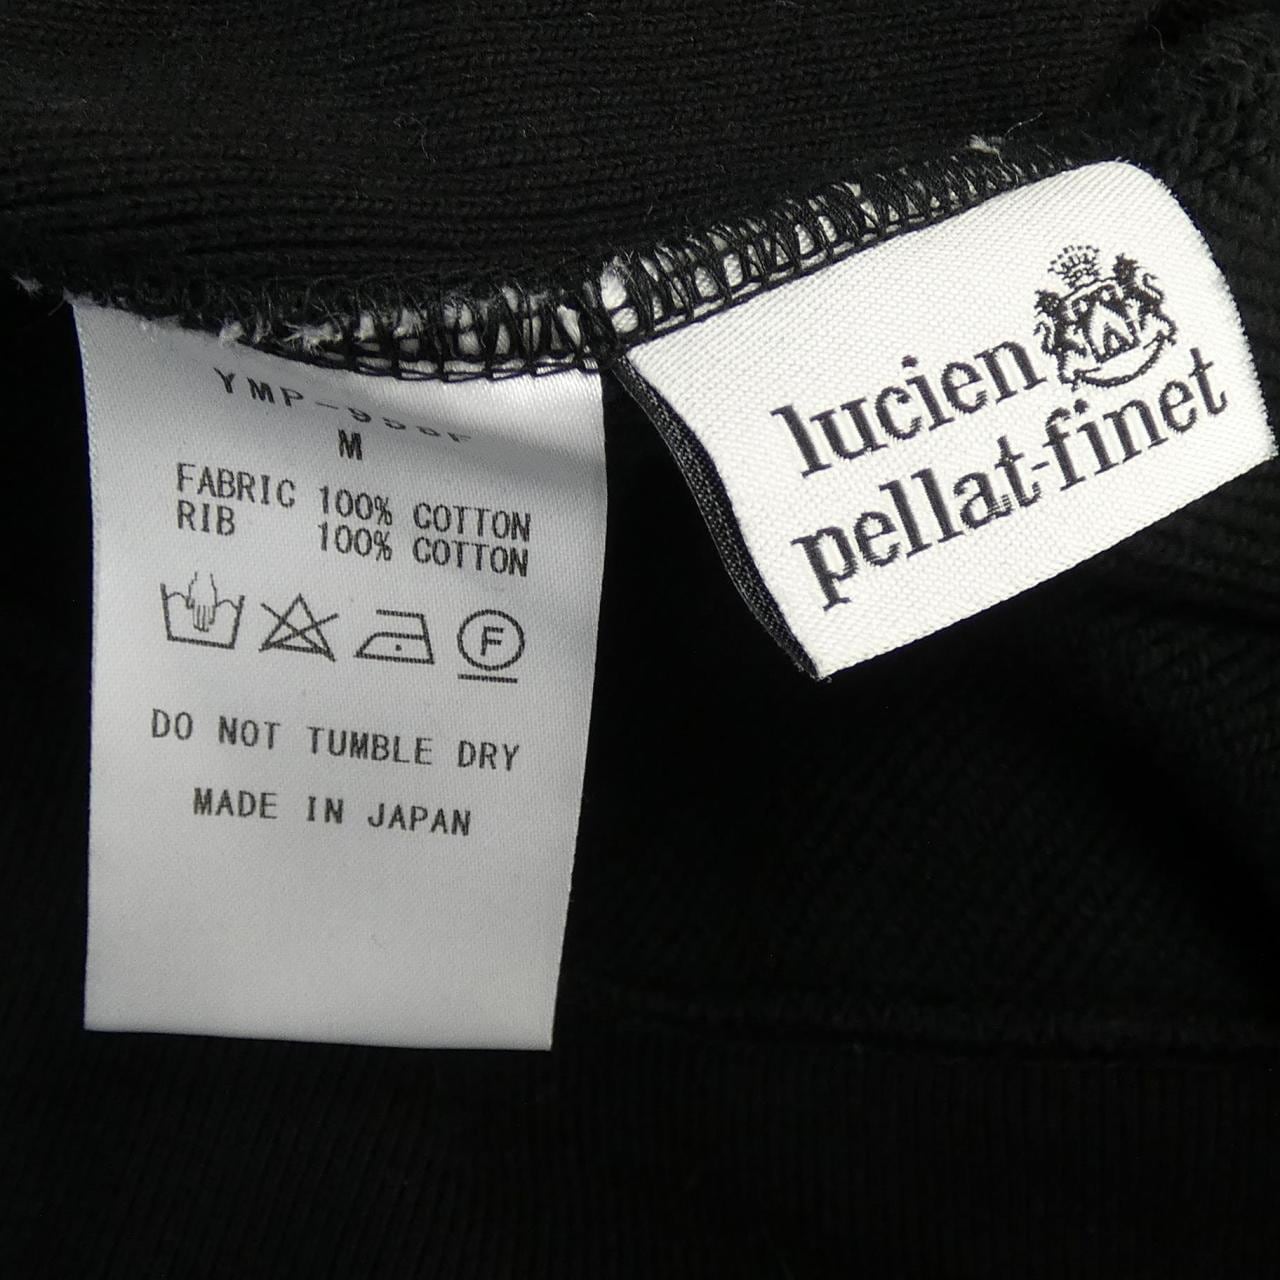 M
FABRIC 100% COTTON
RIB 100% COTTON
F
DO NOT TUMBLE DRY
MADE IN JAPAN
lucien
pellat-finet